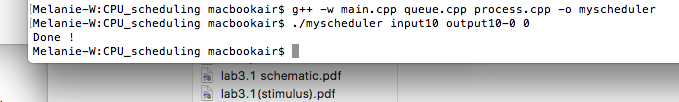 [Melanie-W:CPU_scheduling macbookair$ g++ -w main.cpp queue.cpp process.cpp -o myscheduler
[Melanie-W:CPU_scheduling macbookair$ ./myscheduler input10 output10-0 0
Done !
Melanie-W:CPU_scheduling macbookair$
lab3.1 schematic.pdf
lab3.1(stimulus).pdf